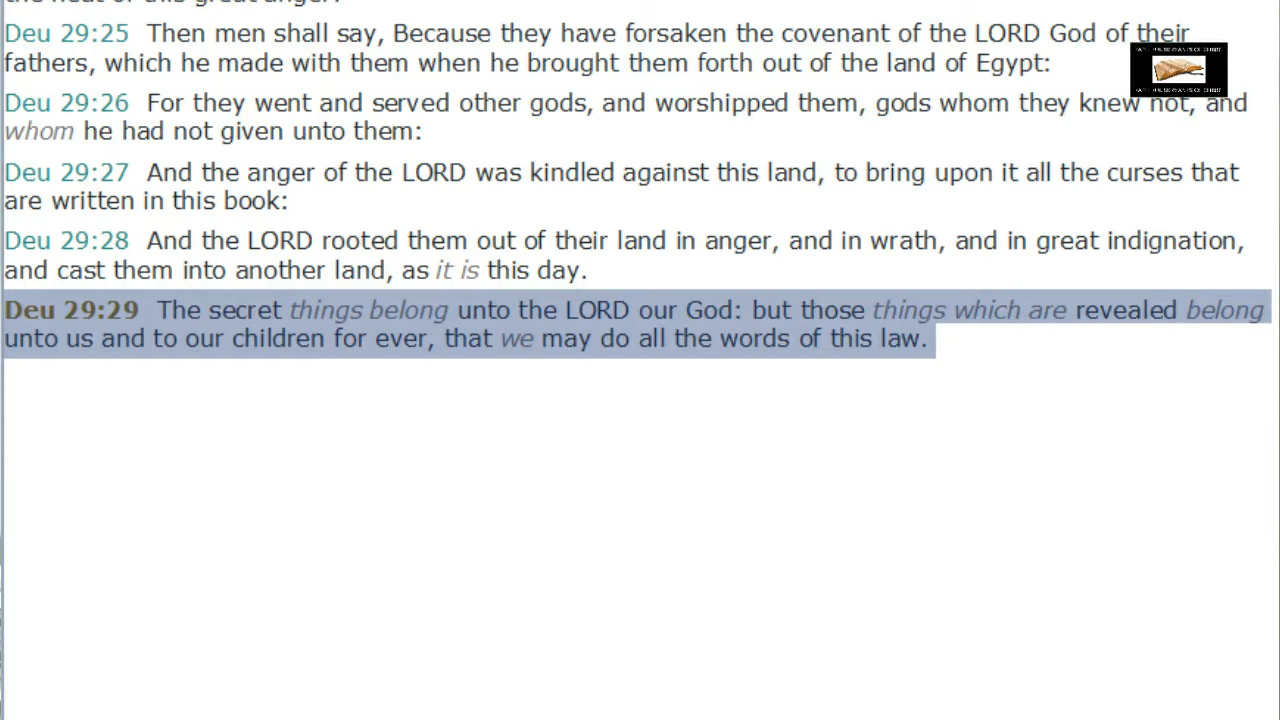 the heat of this great anger?
Deu 29:25 Then men shall say, Because they have forsaken the covenant of the LORD God of their
fathers, which he made with them when he brought them forth out of the land of Egypt:
Deu 29:26 For they went and served other gods, and worshipped them, gods whom they knew not, and
whom he had not given unto them:
Deu 29:27 And the anger of the LORD was kindled against this land, to bring upon it all the curses that
are written in this book:
Deu 29:28 And the LORD rooted them out of their land in anger, and in wrath, and in great indignation,
and cast them into another land, as it is this day.
Deu 29:29 The secret things belong unto the LORD our God: but those things which are revealed belong
unto us and to our children for ever, that we may do all the words of this law.